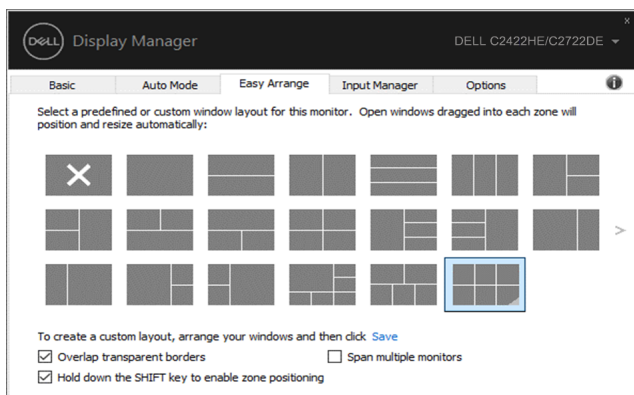 DELL Display Manager
x
DELL C2422HE/C2722DE
Basic Auto Mode Easy Arrange Input Manager Options
Select a predefined or custom window layout for this monitor. Open windows dragged into each zone will
position and resize automatically:
To create a custom layout, arrange your windows and then click Save
Overlap transparent borders Span multiple monitors
Hold down the SHIFT key to enable zone positioning